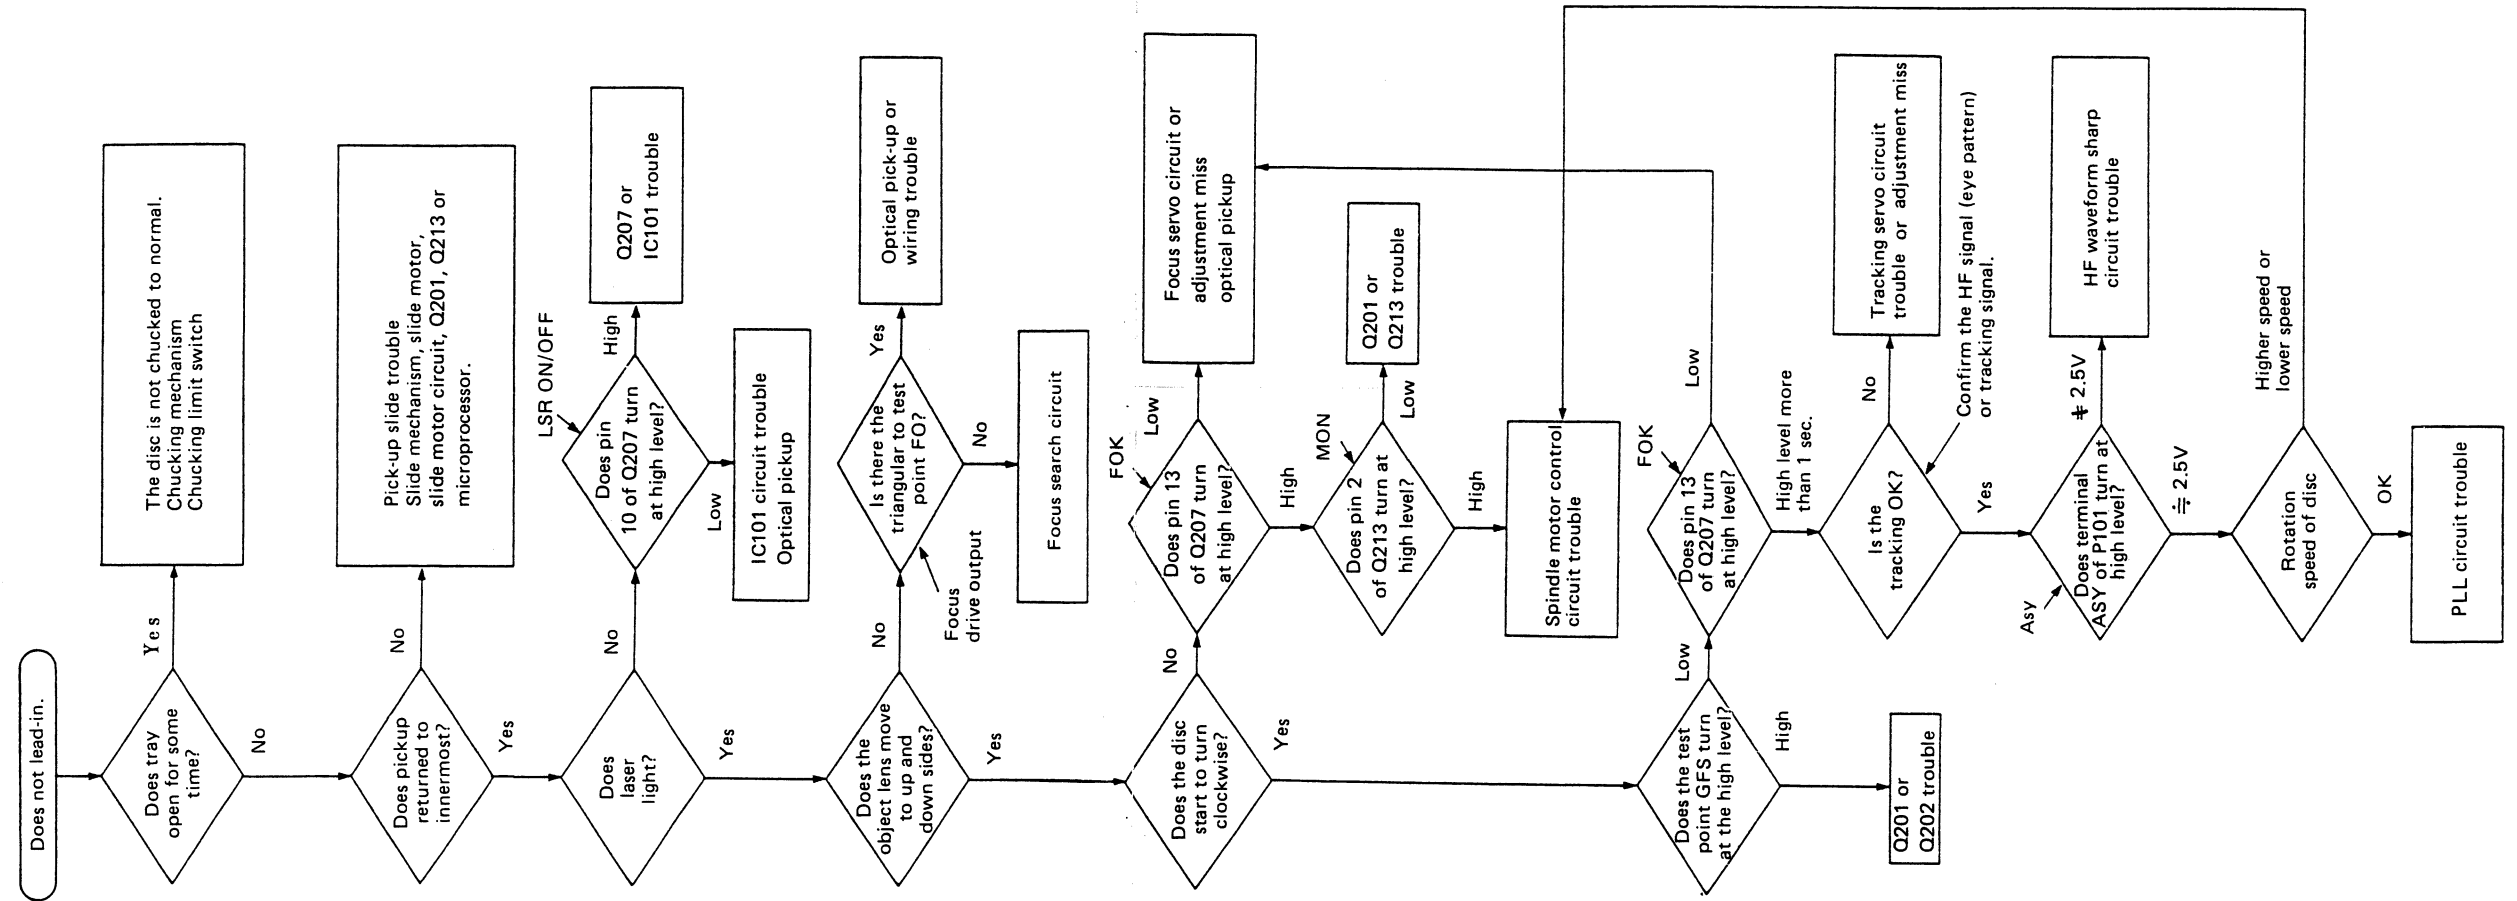 Does not lead-in.
Does tray
open for some
time?
Yes
The disc is not chucked to normal.
Chucking mechanism
Chucking limit switch
No
Does pickup
returned to
innermost?
No
Pick-up slide trouble
Slide mechanism, slide motor,
slide motor circuit, Q201, Q213 or
microprocessor.
Yes
Does
laser
light?
No
LSR ON/OFF
Does pin
10 of Q207 turn
at high level?
High
Q207 or
IC101 trouble
Low
IC101 circuit trouble
Optical pickup
Yes
Does the
object lens move
to up and
down sides?
No
Focus
drive output
Is there the
triangular to test
point FO?
Yes
Optical pick-up or
wiring trouble
No
Focus search circuit
Yes
Does the disc
start to turn
clockwise?
No
FOK
Does pin 13
of Q207 turn
at high level?
Low
Focus servo circuit or
adjustment miss
optical pickup
High
MON
Does pin 2
of Q213 turn at
high level?
Low
Q201 or
Q213 trouble
High
Spindle motor control
circuit trouble
Yes
Does the test
point GFS turn
at the high level?
High
Q201 or
Q202 trouble
Low
FOK
Does pin 13
of Q207 turn
at high level?
Low
High level more
than 1 sec.
Is the
tracking OK?
No
Tracking servo circuit
trouble or adjustment miss
Confirm the HF signal (eye pattern)
or tracking signal.
Yes
Asy
Does terminal
ASY of P101 turn at
high level?
≠ 2.5V
HF waveform sharp
circuit trouble
≑ 2.5V
Rotation
speed of disc
Higher speed or
lower speed
OK
PLL circuit trouble